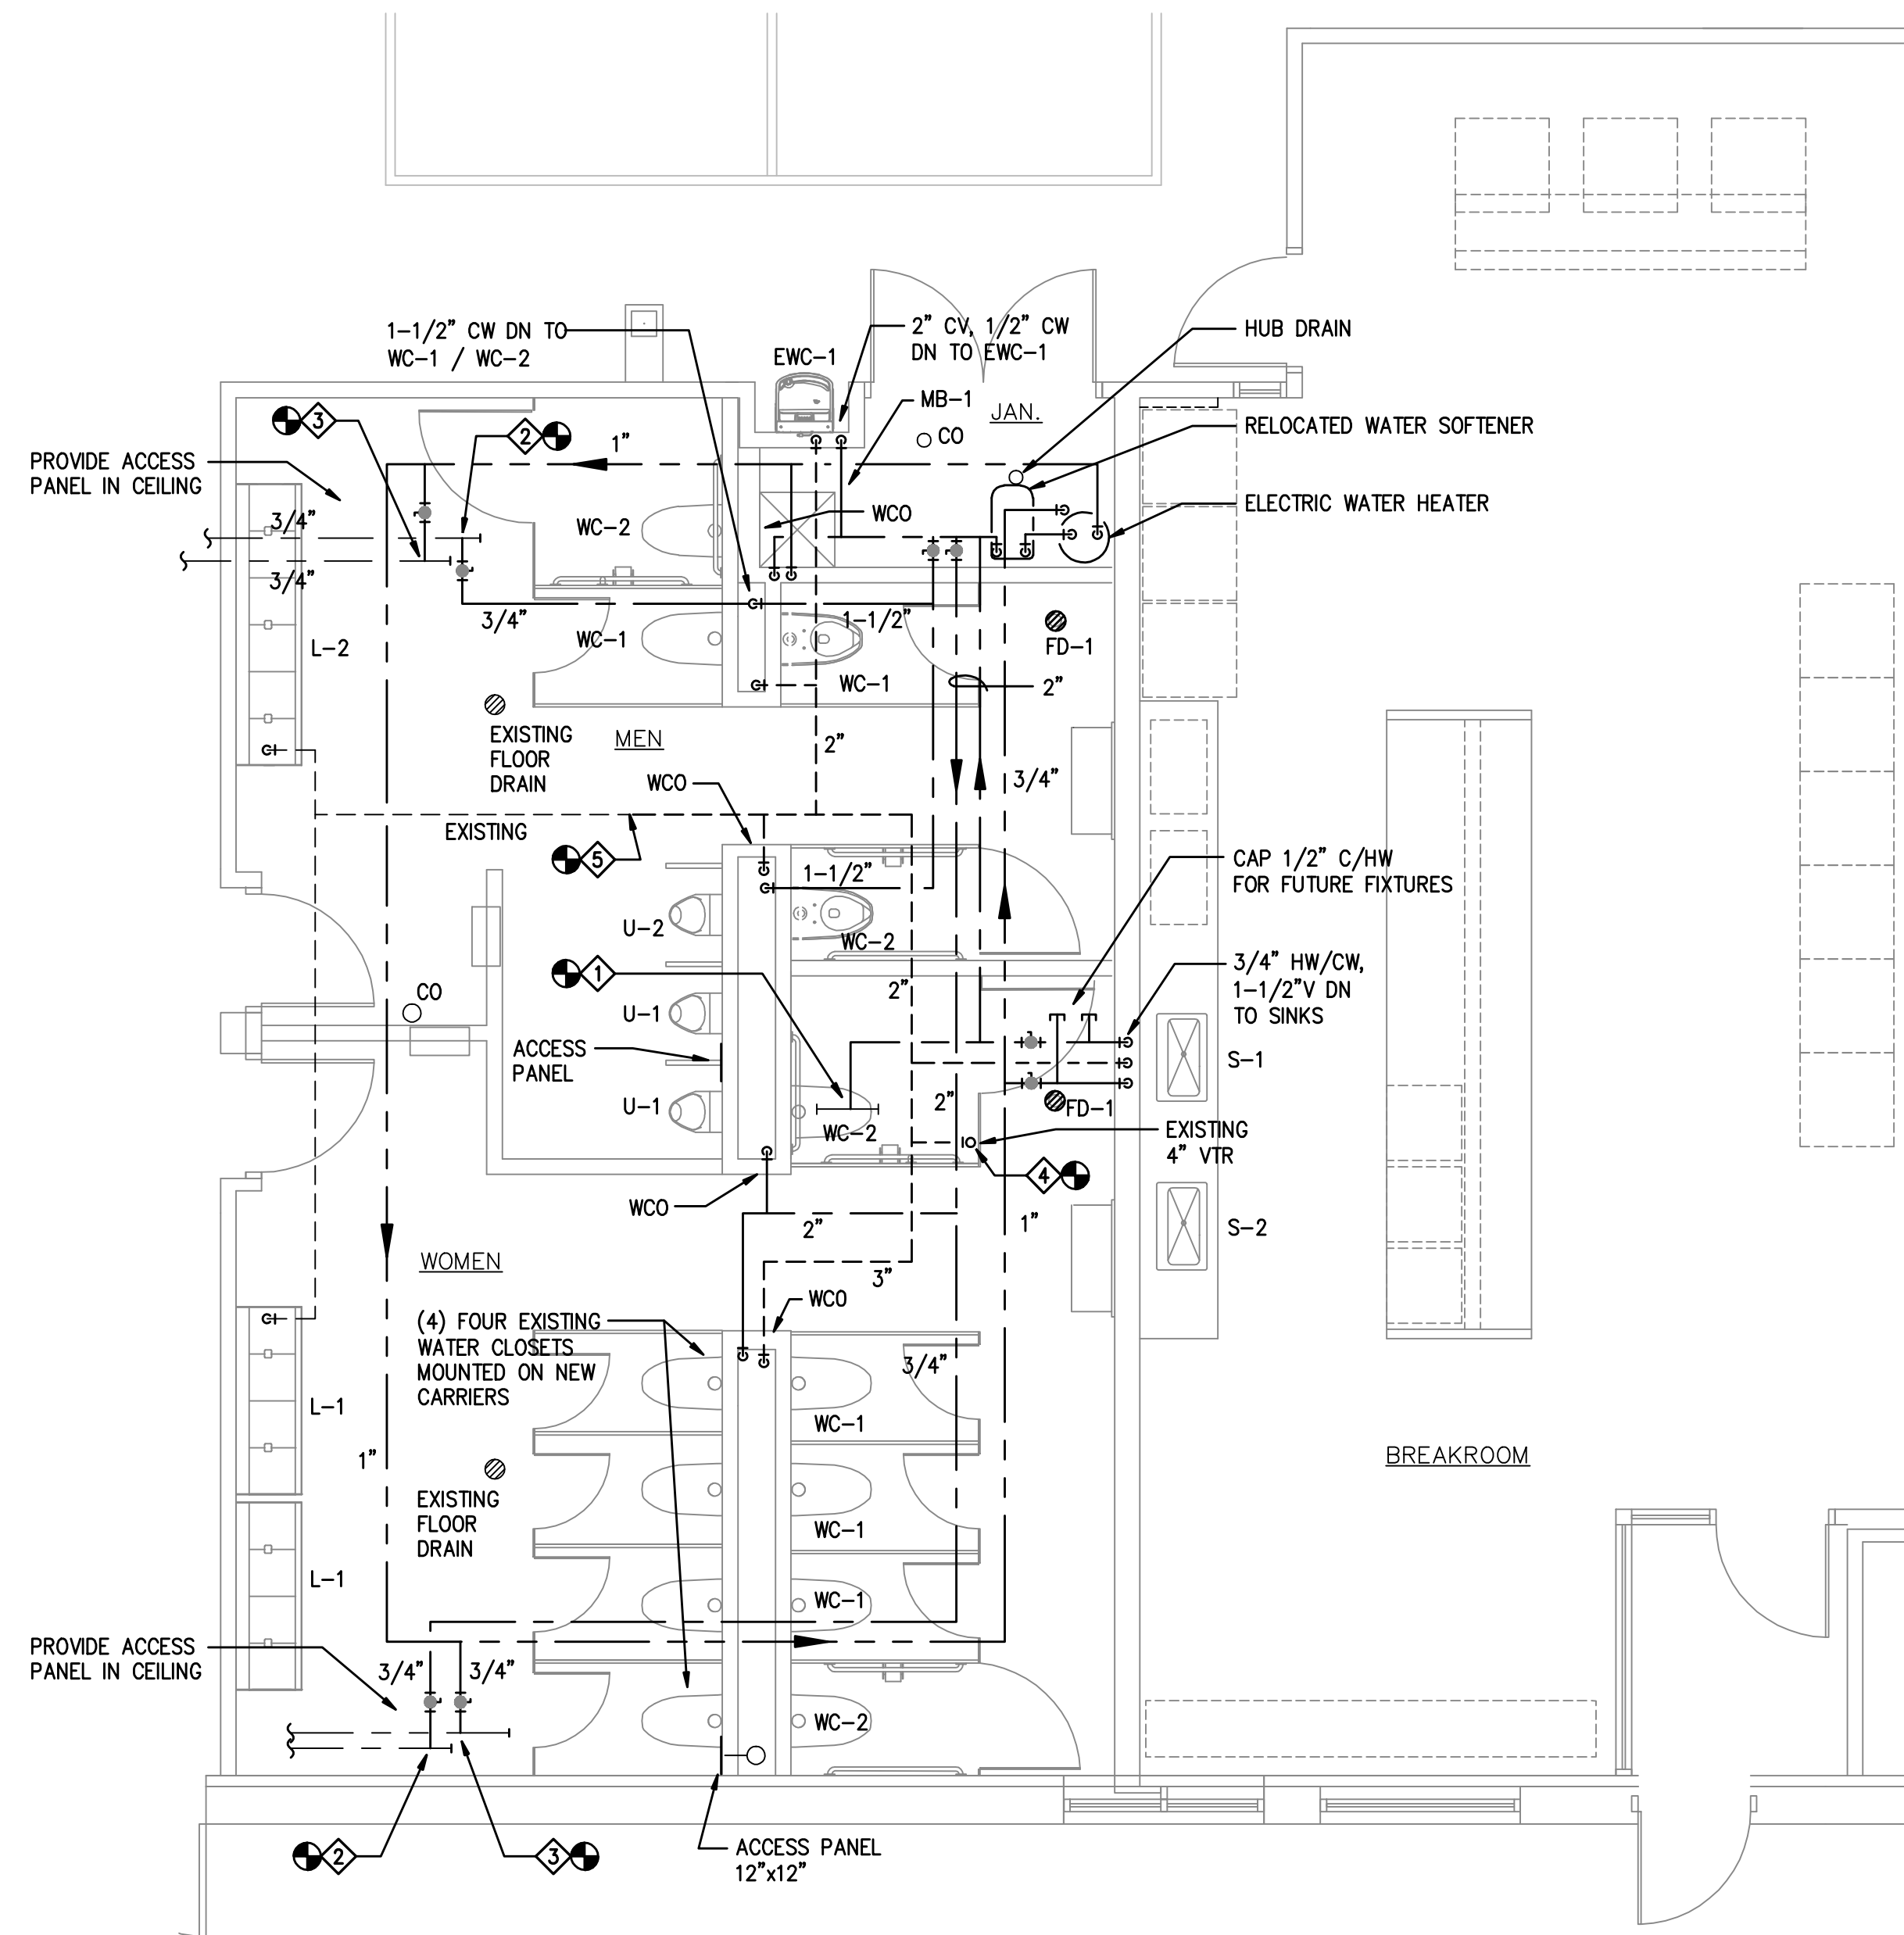 1-1/2" CW DN TO
WC-1 / WC-2
EWC-1
2" CV, 1/2" CW
DN TO EWC-1
HUB DRAIN
MB-1
JAN.
CO
RELOCATED WATER SOFTENER
3
2
1"
PROVIDE ACCESS
PANEL IN CEILING
ELECTRIC WATER HEATER
3/4"
WC-2
WCO
3/4"
3/4"
1-1/2"
WC-1
L-2
FD-1
WC-1
2"
EXISTING
FLOOR
DRAIN
MEN
2"
WCO
3/4"
EXISTING
5
1-1/2"
CAP 1/2" C/HW
FOR FUTURE FIXTURES
U-2
WC-2
1
3/4" HW/CW,
1-1/2"V DN
TO SINKS
2"
CO
U-1
ACCESS
PANEL
S-1
U-1
2"
FD-1
WC-2
EXISTING
4" VTR
4
WCO
2"
1"
S-2
WOMEN
3"
WCO
(4) FOUR EXISTING
WATER CLOSETS
MOUNTED ON NEW
CARRIERS
3/4"
L-1
WC-1
1"
BREAKROOM
EXISTING
FLOOR
DRAIN
WC-1
L-1
WC-1
PROVIDE ACCESS
PANEL IN CEILING
3/4"
3/4"
WC-2
2
3
ACCESS PANEL
12"x12"